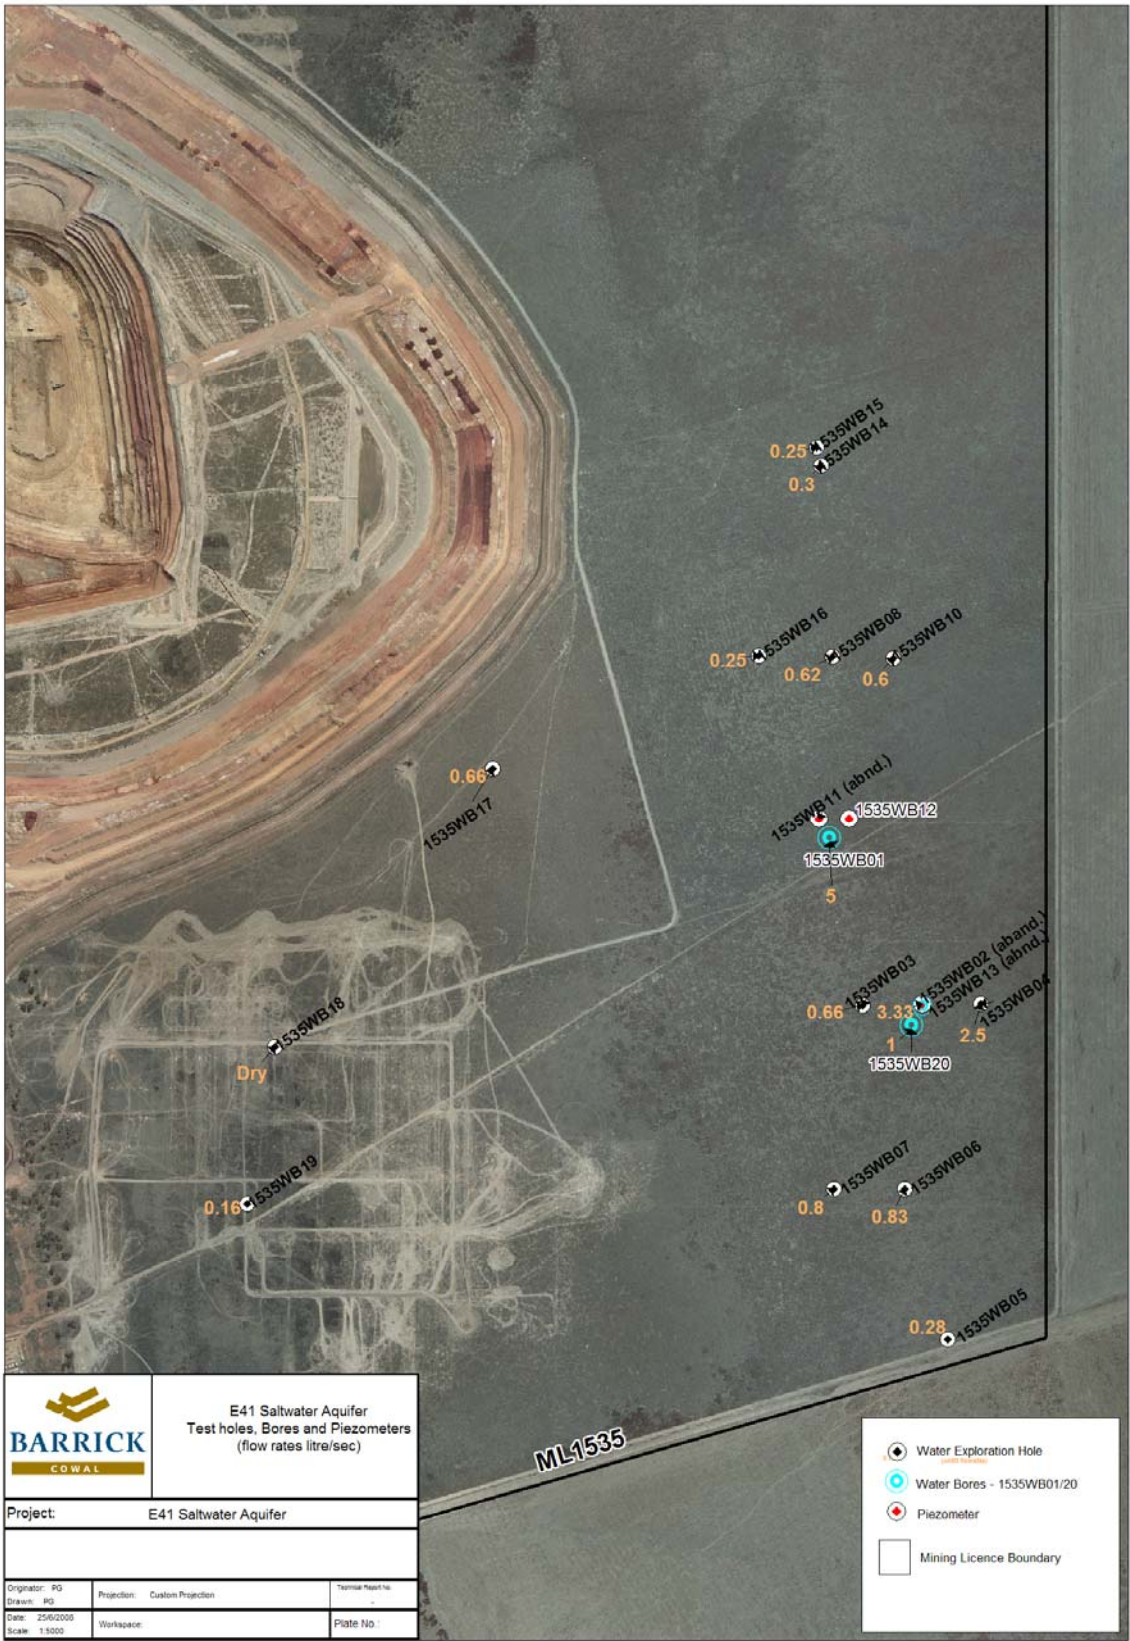 1535WB15
0.25
1535WB14
0.3
1535WB16
1535WB08
1535WB10
0.25
0.62
0.6
0.66
1535WB17
1535WB11 (abnd.)
1535WB12
1535WB01
5
1535WB02 (aband.)
1535WB13 (abnd.)
1535WB03
0.66
3.33
1535WB04
2.5
1
1535WB20
1535WB18
Dry
1535WB19
0.16
1535WB07
1535WB06
0.8
0.83
1535WB05
0.28
ML1535
BARRICK
COWAL
E41 Saltwater Aquifer
Test holes, Bores and Piezometers
(flow rates litre/sec)
Project: E41 Saltwater Aquifer
Originator: PG
Drawn: PG
Projection: Custom Projection
Technical Report No.
-
Date:
Scale: 1:5000
Workspace:
Plate No.:
Water Exploration Hole
Water Bores - 1535WB01/20
Piezometer
Mining Licence Boundary